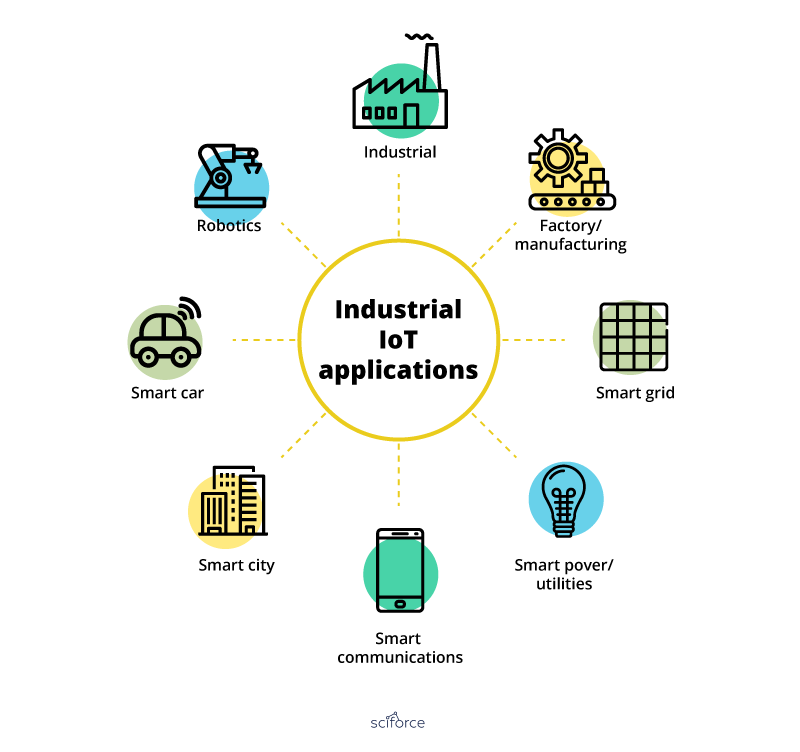 Industrial
Factory/
manufacturing
Robotics
Industrial
IoT
applications
Smart car
Smart grid
Smart city
Smart pover/
utilities
Smart
communications
sciforce